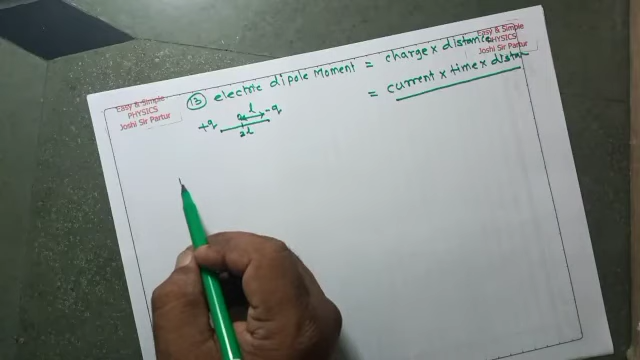 Easy & Simple
PHYSICS
Joshi Sir Partur
Easy & Simple
PHYSICS
Joshi Sir Partur
13 electric dipole Moment = charge x distance
= current x time x distan
+q l -q
2l